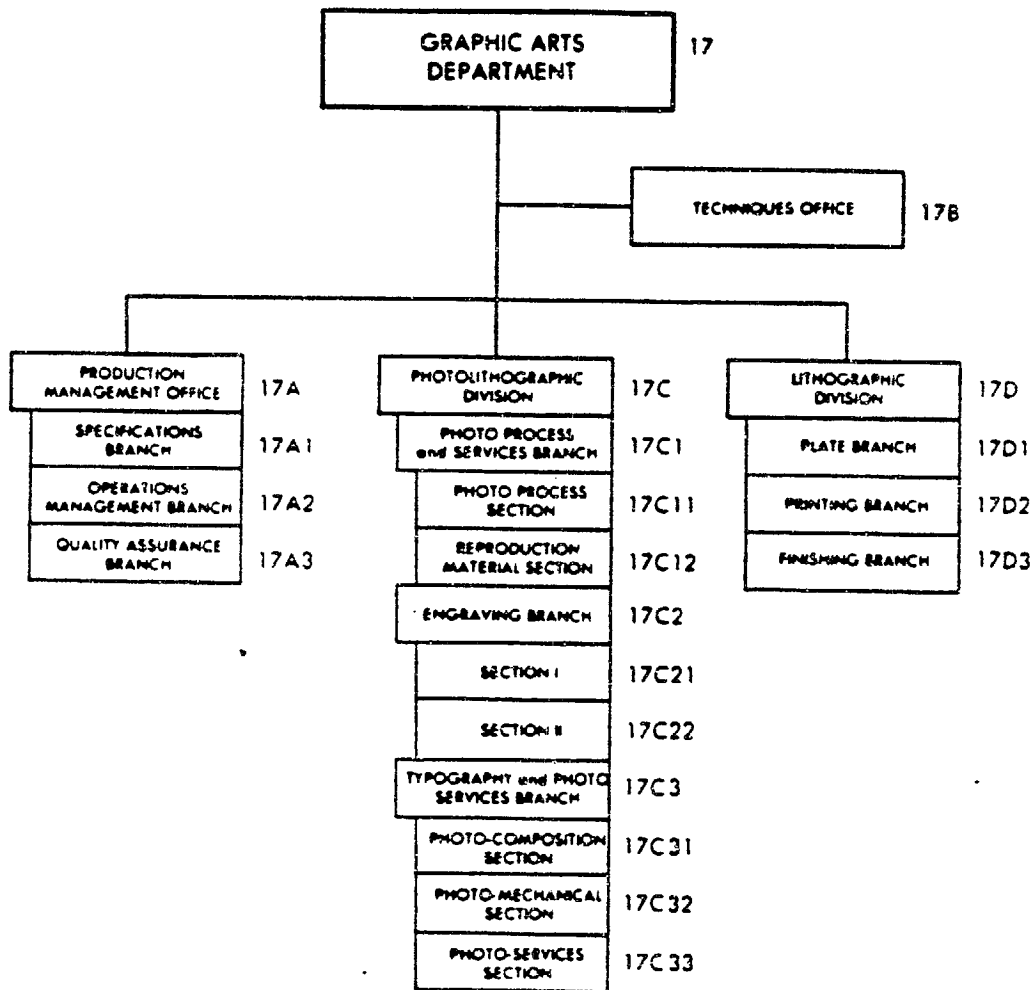 GRAPHIC ARTS
DEPARTMENT
17
TECHNIQUES OFFICE
17B
PRODUCTION
MANAGEMENT OFFICE
17A
SPECIFICATIONS
BRANCH
17A1
OPERATIONS
MANAGEMENT BRANCH
17A2
QUALITY ASSURANCE
BRANCH
17A3
PHOTOLITHOGRAPHIC
DIVISION
17C
PHOTO PROCESS
and SERVICES BRANCH
17C1
PHOTO PROCESS
SECTION
17C11
REPRODUCTION
MATERIAL SECTION
17C12
ENGRAVING BRANCH
17C2
SECTION I
17C21
SECTION II
17C22
TYPOGRAPHY and PHOTO
SERVICES BRANCH
17C3
PHOTO-COMPOSITION
SECTION
17C31
PHOTO-MECHANICAL
SECTION
17C32
PHOTO-SERVICES
SECTION
17C33
LITHOGRAPHIC
DIVISION
17D
PLATE BRANCH
17D1
PRINTING BRANCH
17D2
FINISHING BRANCH
17D3